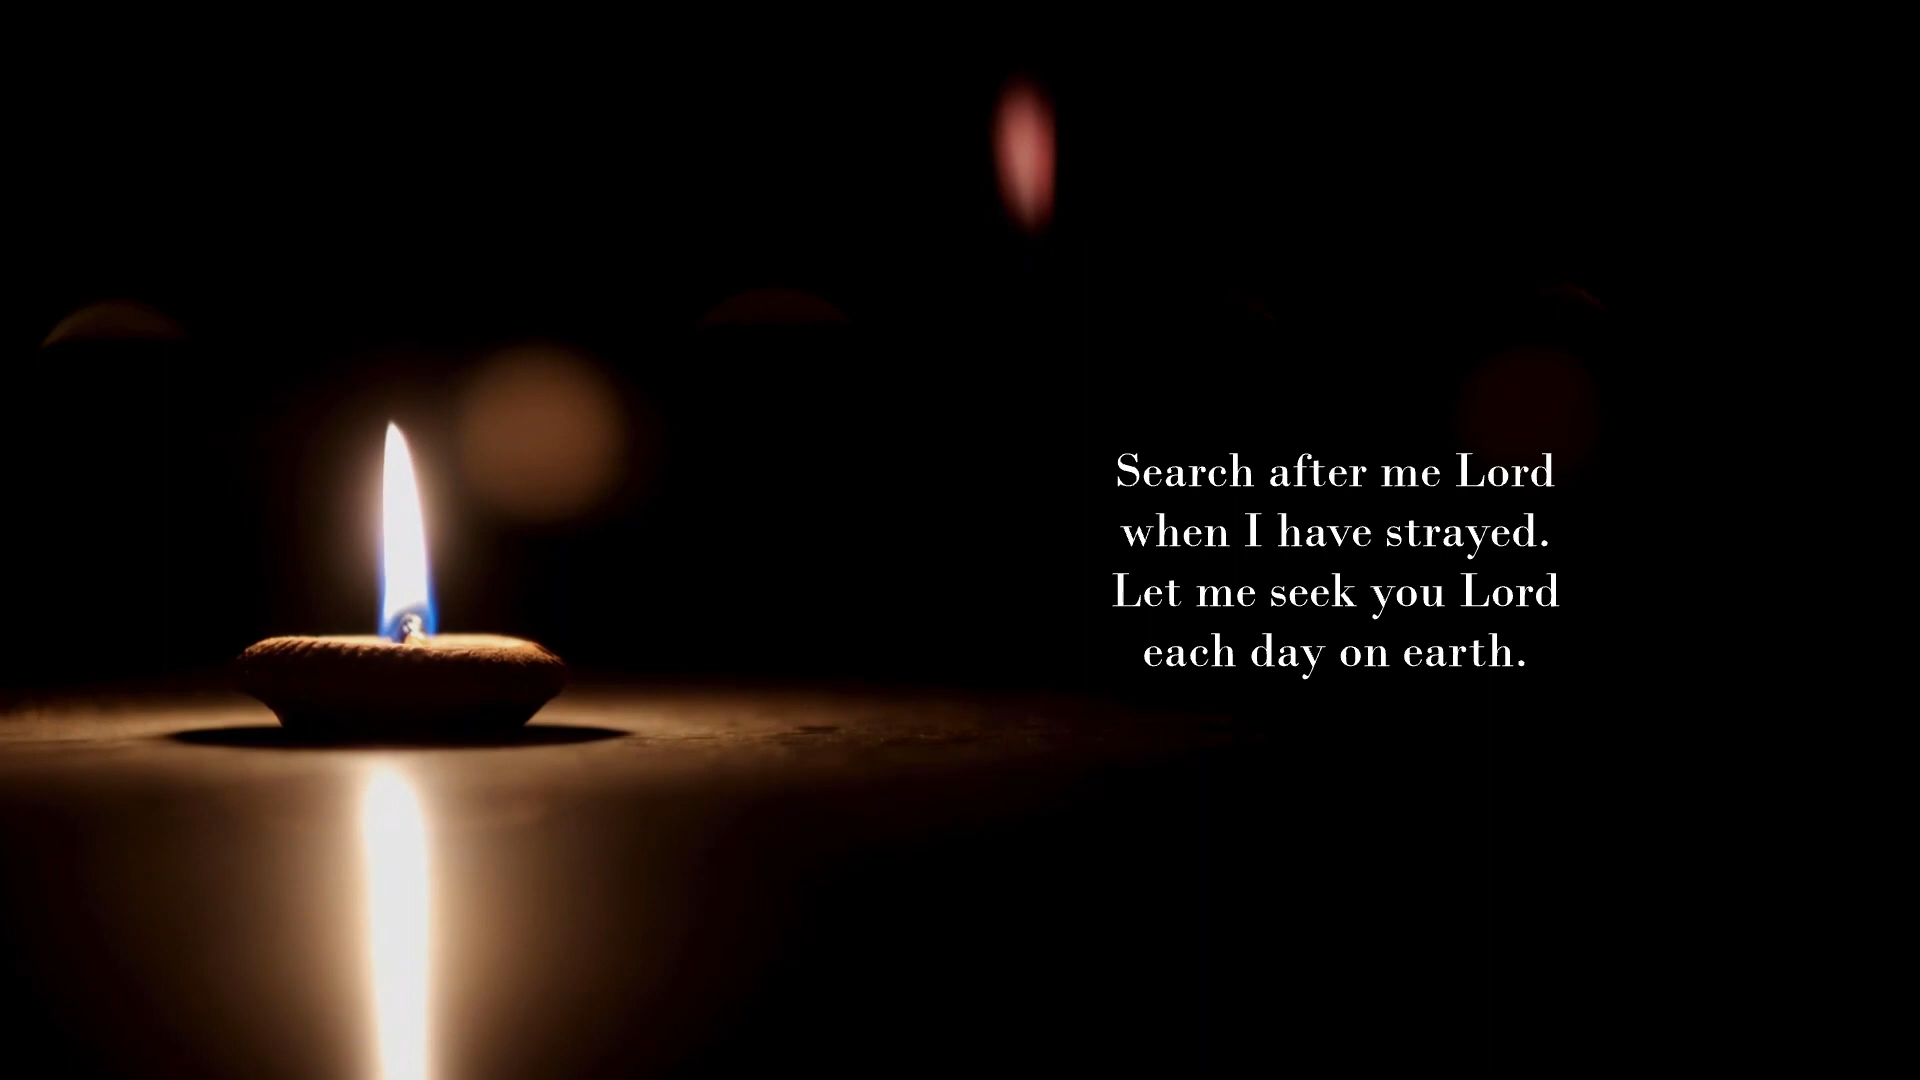 Search after me Lord
when I have strayed.
Let me seek you Lord
each day on earth.